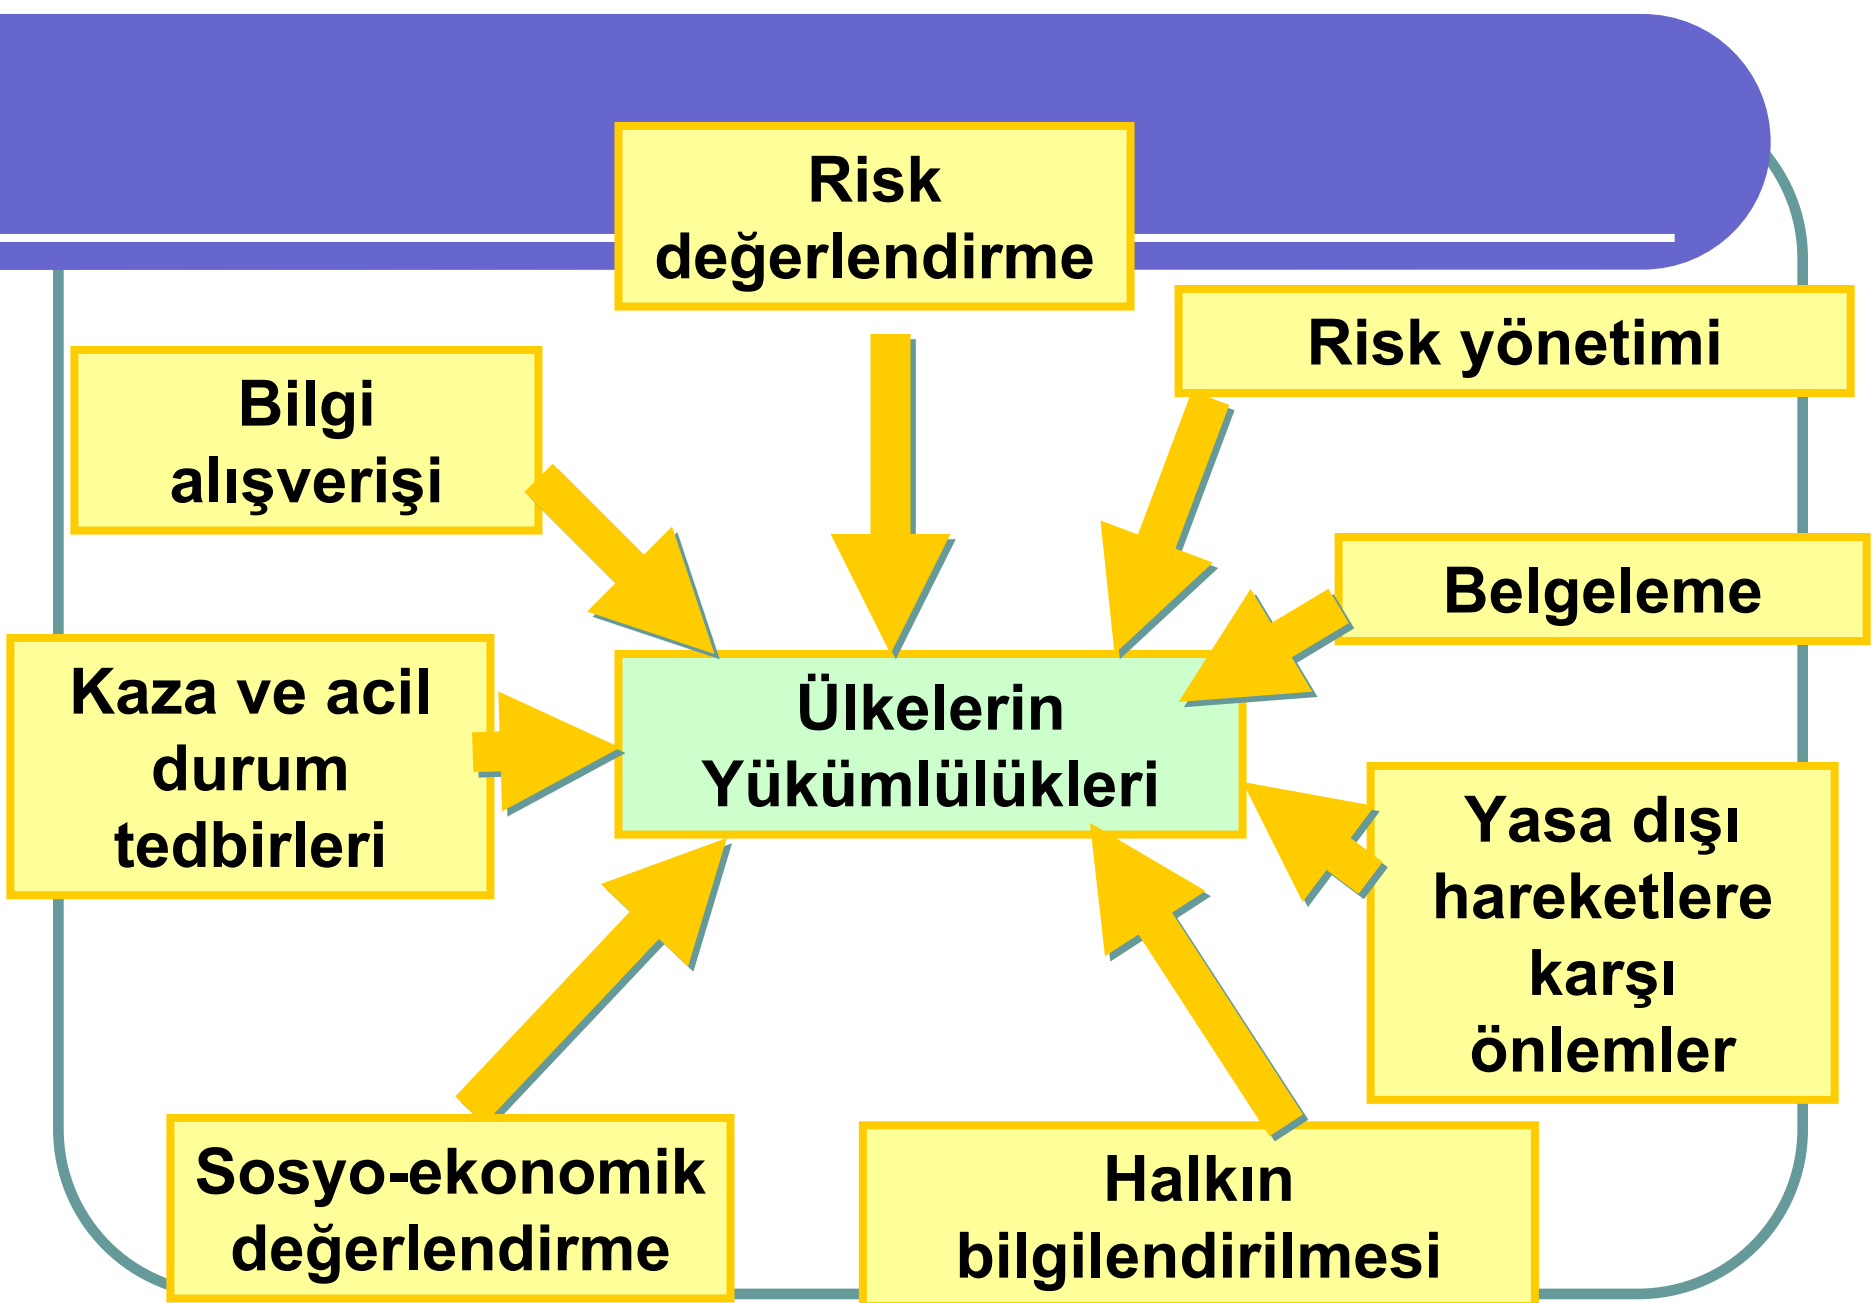 Risk
değerlendirme
Risk yönetimi
Bilgi
alışverişi
Belgeleme
Kaza ve acil
durum
tedbirleri
Ülkelerin
Yükümlülükleri
Yasa dışı
hareketlere
karşı
önlemler
Sosyo-ekonomik
değerlendirme
Halkın
bilgilendirilmesi